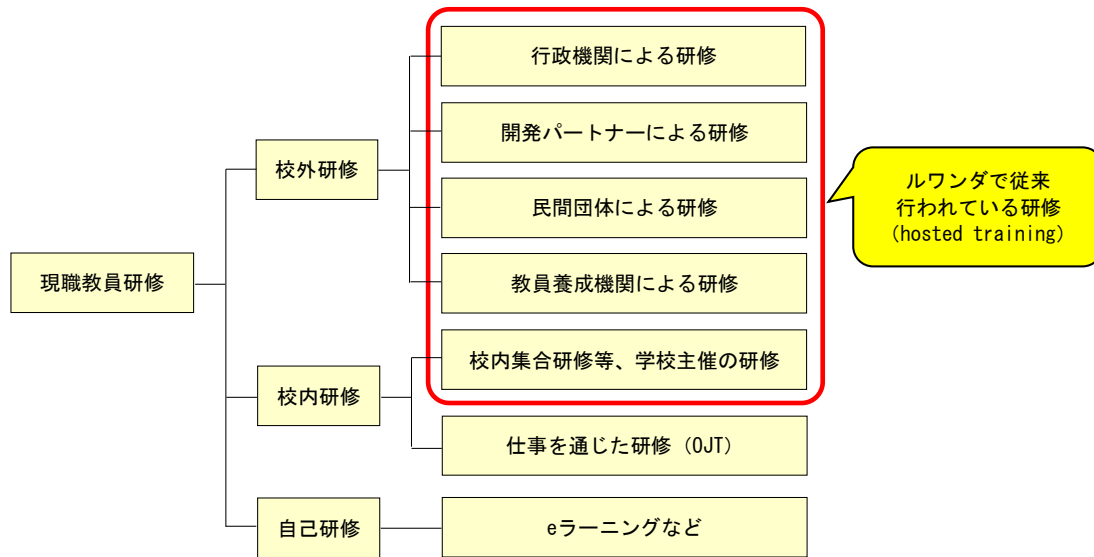 行政機関による研修
開発パートナーによる研修
校外研修
民間団体による研修
ルワンダで従来
行われている研修
(hosted training)
現職教員研修
教員養成機関による研修
校内集合研修等、学校主催の研修
校内研修
仕事を通じた研修（OJT）
自己研修
eラーニングなど